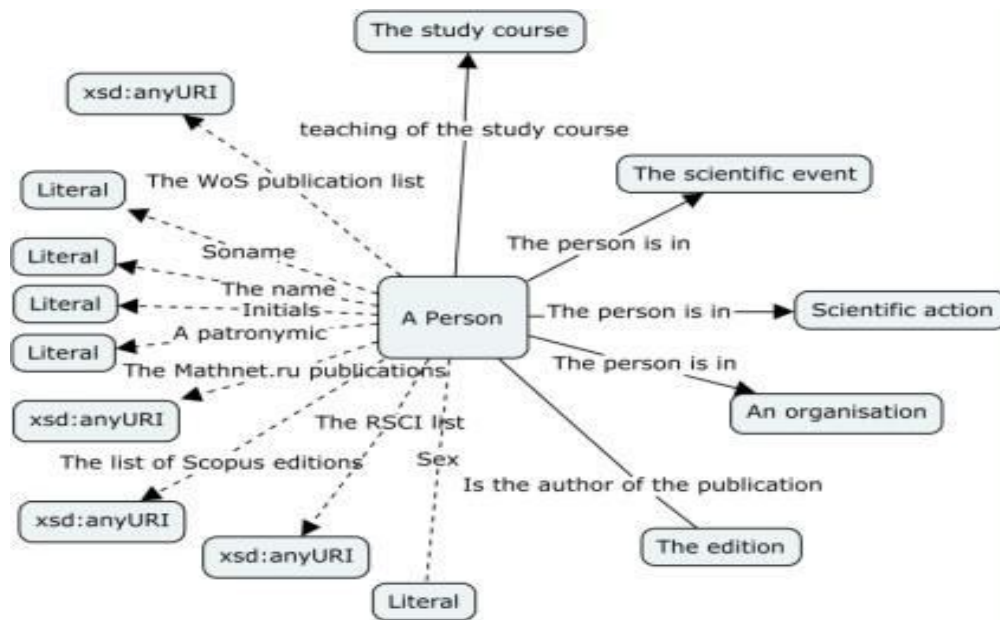 The study course
xsd:anyURI
teaching of the study course
The WoS publication list
The scientific event
Literal
Soname
The person is in
Literal
The name
Literal
Initials
A Person
The person is in
Scientific action
A patronymic
Literal
The person is in
The Mathnet.ru publications
xsd:anyURI
The RSCI list
An organisation
The list of Scopus editions
Sex
Is the author of the publication
xsd:anyURI
xsd:anyURI
The edition
Literal